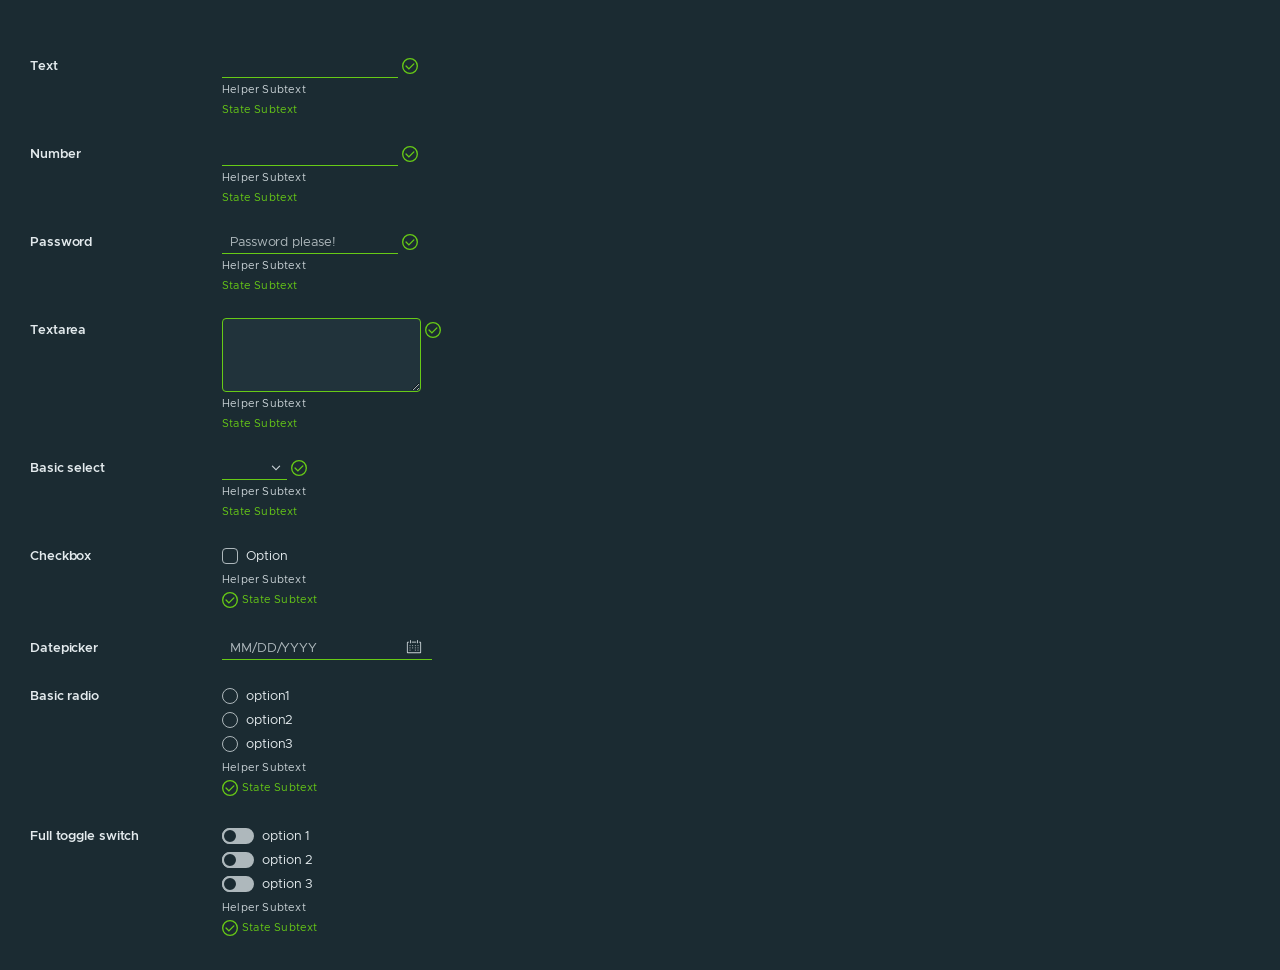 Text
Helper Subtext
State Subtext
Number
Helper Subtext
State Subtext
Password
Password please!
Helper Subtext
State Subtext
Textarea
Helper Subtext
State Subtext
Basic select
Helper Subtext
State Subtext
Checkbox
Option
Helper Subtext
State Subtext
Datepicker
MM/DD/YYYY
Basic radio
option1
option2
option3
Helper Subtext
State Subtext
Full toggle switch
option 1
option 2
option 3
Helper Subtext
State Subtext